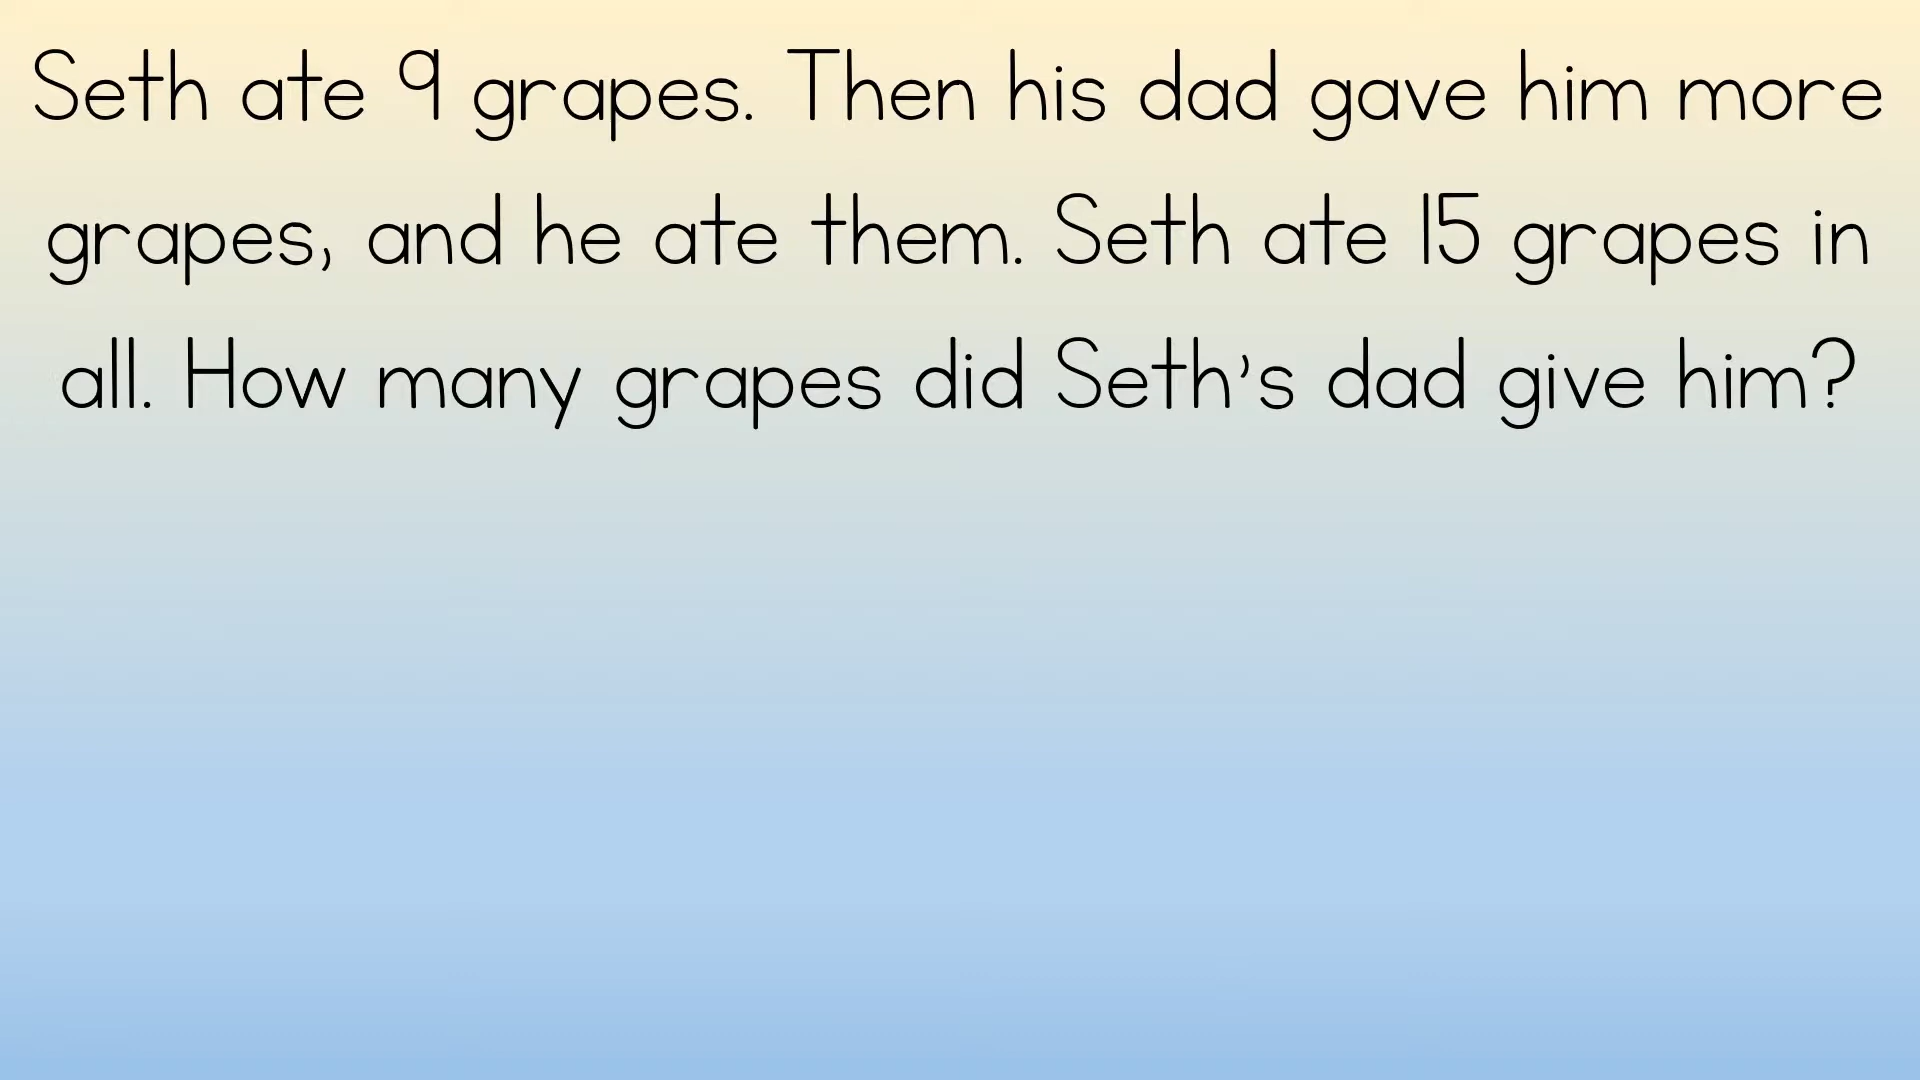 Seth ate 9 grapes. Then his dad gave him more
grapes, and he ate them. Seth ate 15 grapes in
all. How many grapes did Seth’s dad give him?